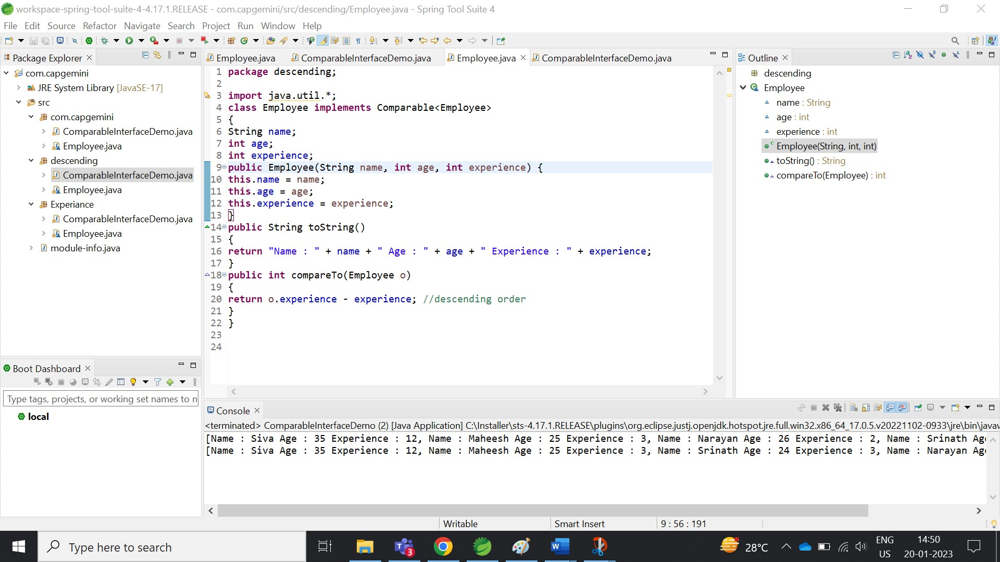 workspace-spring-tool-suite-4-4.17.1.RELEASE - com.capgemini/src/descending/Employee.java - Spring Tool Suite 4
File Edit Source Refactor Navigate Search Project Run Window Help
Package Explorer
com.capgemini
JRE System Library [JavaSE-17]
src
com.capgemini
ComparableInterfaceDemo.java
Employee.java
descending
ComparableInterfaceDemo.java
Employee.java
Experiance
ComparableInterfaceDemo.java
Employee.java
module-info.java
Boot Dashboard
Type tags, projects, or working set names to n
local
Employee.java ComparableInterfaceDemo.java Employee.java ComparableInterfaceDemo.java
1 package descending;
2
3 import java.util.*;
4 class Employee implements Comparable<Employee>
5 {
6 String name;
7 int age;
8 int experience;
9 public Employee(String name, int age, int experience) {
10 this.name = name;
11 this.age = age;
12 this.experience = experience;
13 }
14 public String toString()
15 {
16 return "Name : " + name + " Age : " + age + " Experience : " + experience;
17 }
18 public int compareTo(Employee o)
19 {
20 return o.experience - experience; //descending order
21 }
22 }
23
24
Outline
descending
Employee
name : String
age : int
experience : int
Employee(String, int, int)
toString() : String
compareTo(Employee) : int
Console
<terminated> ComparableInterfaceDemo (2) [Java Application] C:\Installer\sts-4.17.1.RELEASE\plugins\org.eclipse.justj.openjdk.hotspot.jre.full.win32.x86_64_17.0.5.v20221102-0933\jre\bin\javaw
[Name : Siva Age : 35 Experience : 12, Name : Maheesh Age : 25 Experience : 3, Name : Narayan Age : 26 Experience : 2, Name : Srinath Age
[Name : Siva Age : 35 Experience : 12, Name : Maheesh Age : 25 Experience : 3, Name : Srinath Age : 24 Experience : 3, Name : Narayan Age
Writable Smart Insert 9 : 56 : 191
Type here to search
3
28°C
ENG
US
14:50
20-01-2023